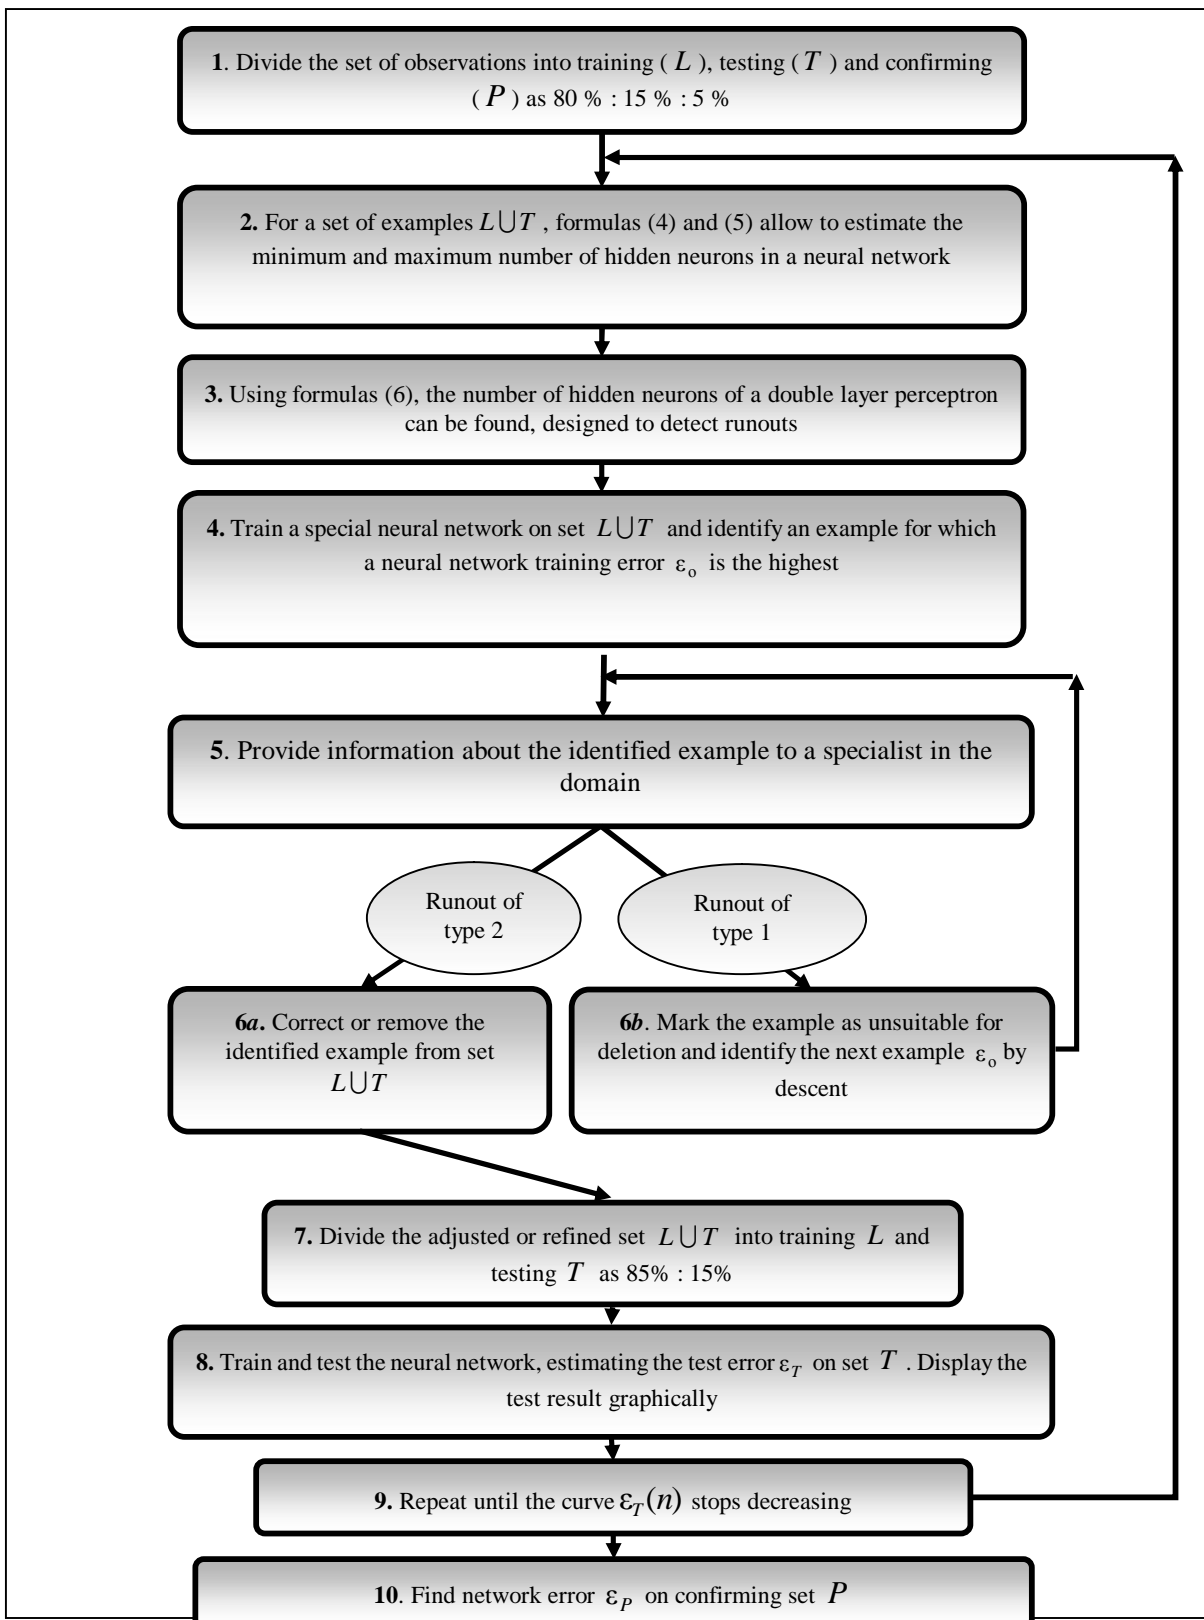 1. Divide the set of observations into training ( L ), testing ( T ) and confirming
( P ) as 80 % : 15 % : 5 %
2. For a set of examples L⋃T , formulas (4) and (5) allow to estimate the
minimum and maximum number of hidden neurons in a neural network
3. Using formulas (6), the number of hidden neurons of a double layer perceptron
can be found, designed to detect runouts
4. Train a special neural network on set L⋃T and identify an example for which
a neural network training error εo is the highest
5. Provide information about the identified example to a specialist in the
domain
Runout of
type 2
Runout of
type 1
6a. Correct or remove the
identified example from set
L⋃T
6b. Mark the example as unsuitable for
deletion and identify the next example εo by
descent
7. Divide the adjusted or refined set L⋃T into training L and
testing T as 85% : 15%
8. Train and test the neural network, estimating the test error εT on set T . Display the
test result graphically
9. Repeat until the curve εT(n) stops decreasing
10. Find network error εP on confirming set P